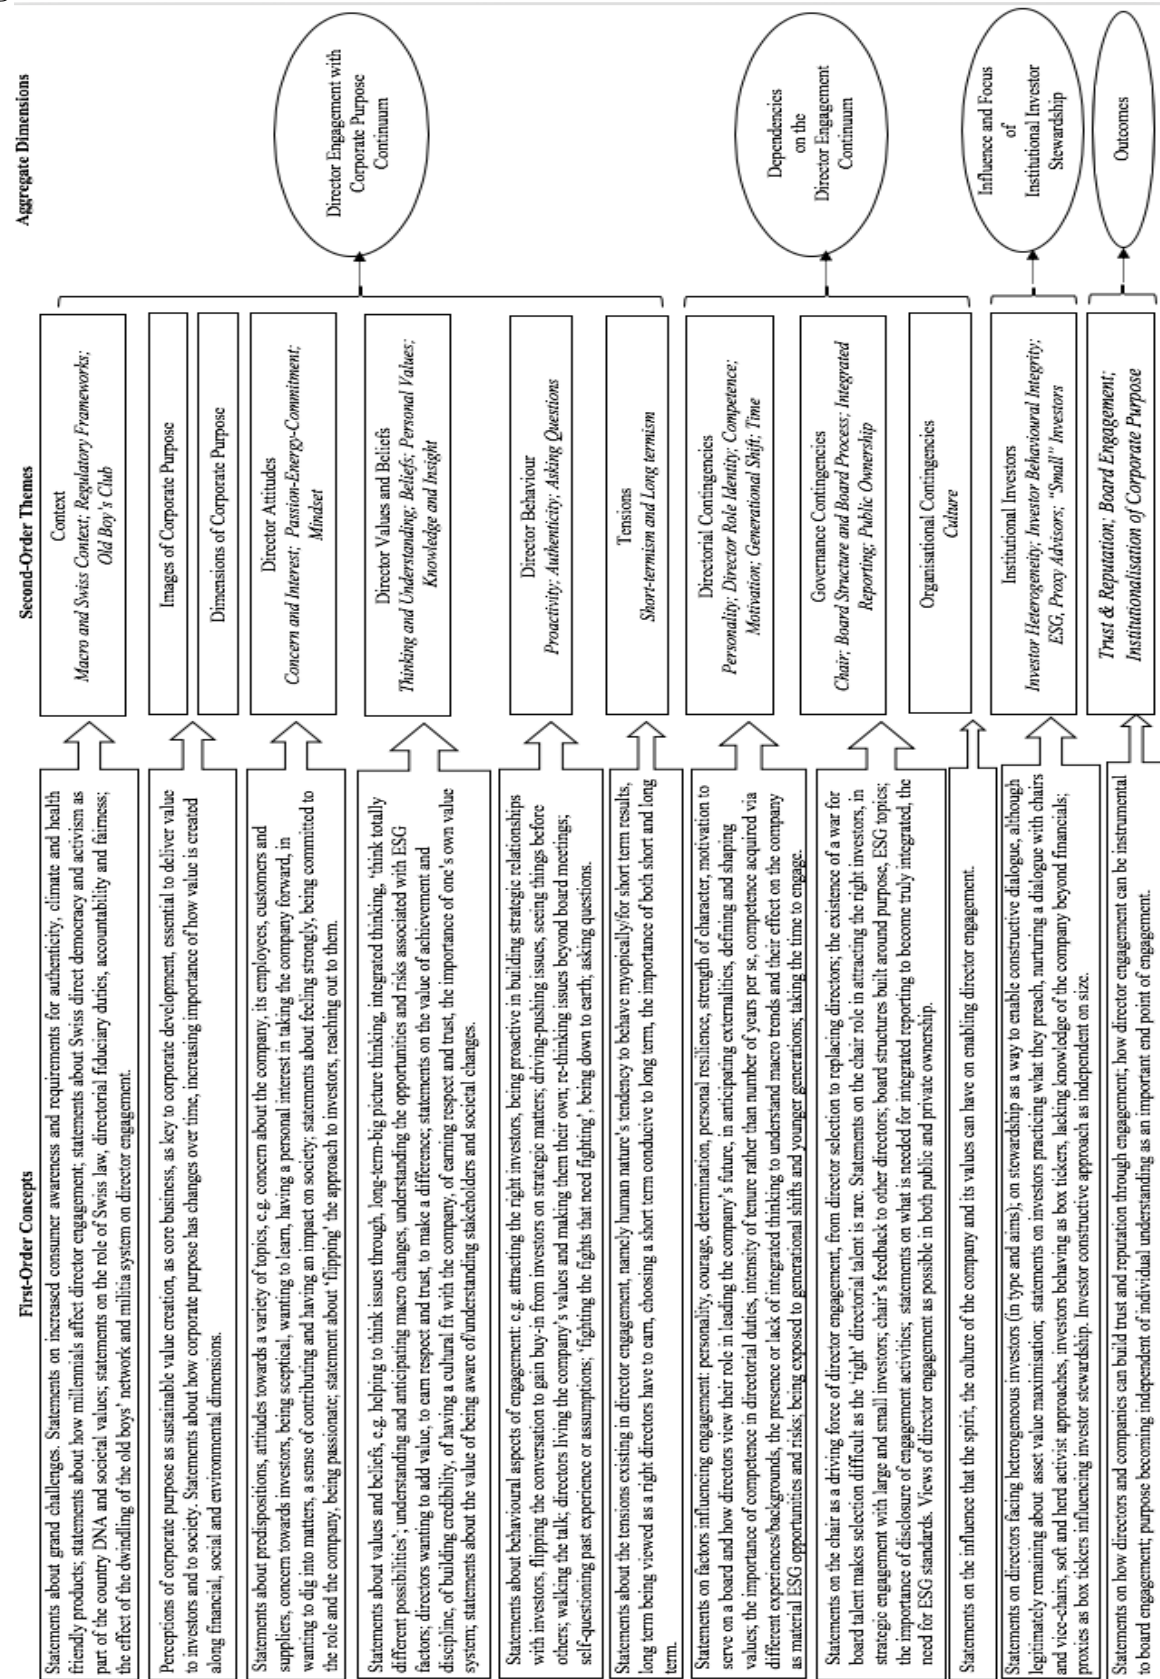 First-Order Concepts
Second-Order Themes
Aggregate Dimensions
Statements about grand challenges. Statements on increased consumer awareness and requirements for authenticity, climate and health
friendly products; statements about how millennials affect director engagement; statements about Swiss direct democracy and activism as
part of the country DNA and societal values; statements on the role of Swiss law, directorial fiduciary duties, accountability and fairness;
the effect of the dwindling of the old boys' network and militia system on director engagement.
Context
Macro and Swiss Context; Regulatory Frameworks;
Old Boy's Club
Perceptions of corporate purpose as sustainable value creation, as core business, as key to corporate development, essential to deliver value
to investors and to society. Statements about how corporate purpose has changes over time, increasing importance of how value is created
along financial, social and environmental dimensions.
Images of Corporate Purpose
Dimensions of Corporate Purpose
Statements about predispositions, attitudes towards a variety of topics, e.g. concern about the company, its employees, customers and
suppliers, concern towards investors, being sceptical, wanting to learn, having a personal interest in taking the company forward, in
wanting to dig into matters, a sense of contributing and having an impact on society; statements about feeling strongly, being committed to
the role and the company, being passionate; statement about 'flipping' the approach to investors, reaching out to them.
Director Attitudes
Concern and Interest; Passion-Energy-Commitment;
Mindset
Statements about values and beliefs, e.g. helping to think issues through, long-term-big picture thinking, integrated thinking, 'think totally
different possibilities'; understanding and anticipating macro changes, understanding the opportunities and risks associated with ESG
factors; directors wanting to add value, to earn respect and trust, to make a difference; statements on the value of achievement and
discipline, of building credibility, of having a cultural fit with the company, of earning respect and trust, the importance of one's own value
system; statements about the value of being aware of/understanding stakeholders and societal changes.
Director Values and Beliefs
Thinking and Understanding; Beliefs; Personal Values;
Knowledge and Insight
Statements about behavioural aspects of engagement: e.g. attracting the right investors, being proactive in building strategic relationships
with investors, flipping the conversation to gain buy-in from investors on strategic matters; driving-pushing issues, seeing things before
others; walking the talk; directors living the company's values and making them their own; re-thinking issues beyond board meetings;
self-questioning past experience or assumptions; 'fighting the fights that need fighting', being down to earth; asking questions.
Director Behaviour
Proactivity; Authenticity; Asking Questions
Statements about the tensions existing in director engagement, namely human nature's tendency to behave myopically/for short term results,
long term being viewed as a right directors have to earn, choosing a short term conducive to long term, the importance of both short and long
term.
Tensions
Short-termism and Long termism
Director Engagement with
Corporate Purpose
Continuum
Statements on factors influencing engagement: personality, courage, determination, personal resilience, strength of character, motivation to
serve on a board and how directors view their role in leading the company's future, in anticipating externalities, defining and shaping
values; the importance of competence in directorial duties, intensity of tenure rather than number of years per se, competence acquired via
different experiences/backgrounds, the presence or lack of integrated thinking to understand macro trends and their effect on the company
as material ESG opportunities and risks; being exposed to generational shifts and younger generations; taking the time to engage.
Directorial Contingencies
Personality; Director Role Identity; Competence;
Motivation; Generational Shift; Time
Statements on the chair as a driving force of director engagement, from director selection to replacing directors; the existence of a war for
board talent makes selection difficult as the 'right' directorial talent is rare. Statements on the chair role in attracting the right investors, in
strategic engagement with large and small investors; chair's feedback to other directors; board structures built around purpose, ESG topics;
the importance of disclosure of engagement activities; statements on what is needed for integrated reporting to become truly integrated, the
need for ESG standards. Views of director engagement as possible in both public and private ownership.
Governance Contingencies
Chair; Board Structure and Board Process; Integrated
Reporting; Public Ownership
Statements on the influence that the spirit, the culture of the company and its values can have on enabling director engagement.
Organisational Contingencies
Culture
Dependencies
on the
Director Engagement
Continuum
Statements on directors facing heterogeneous investors (in type and aims); on stewardship as a way to enable constructive dialogue, although
legitimately remaining about asset value maximisation; statements on investors practicing what they preach, nurturing a dialogue with chairs
and vice-chairs, soft and herd activist approaches, investors behaving as box tickers, lacking knowledge of the company beyond financials;
proxies as box tickers influencing investor stewardship. Investor constructive approach as independent on size.
Institutional Investors
Investor Heterogeneity; Investor Behavioural Integrity;
ESG, Proxy Advisors; "Small" Investors
Influence and Focus
of
Institutional Investor
Stewardship
Statements on how directors and companies can build trust and reputation through engagement; how director engagement can be instrumental
to board engagement; purpose becoming independent of individual understanding as an important end point of engagement.
Trust & Reputation; Board Engagement;
Institutionalisation of Corporate Purpose
Outcomes